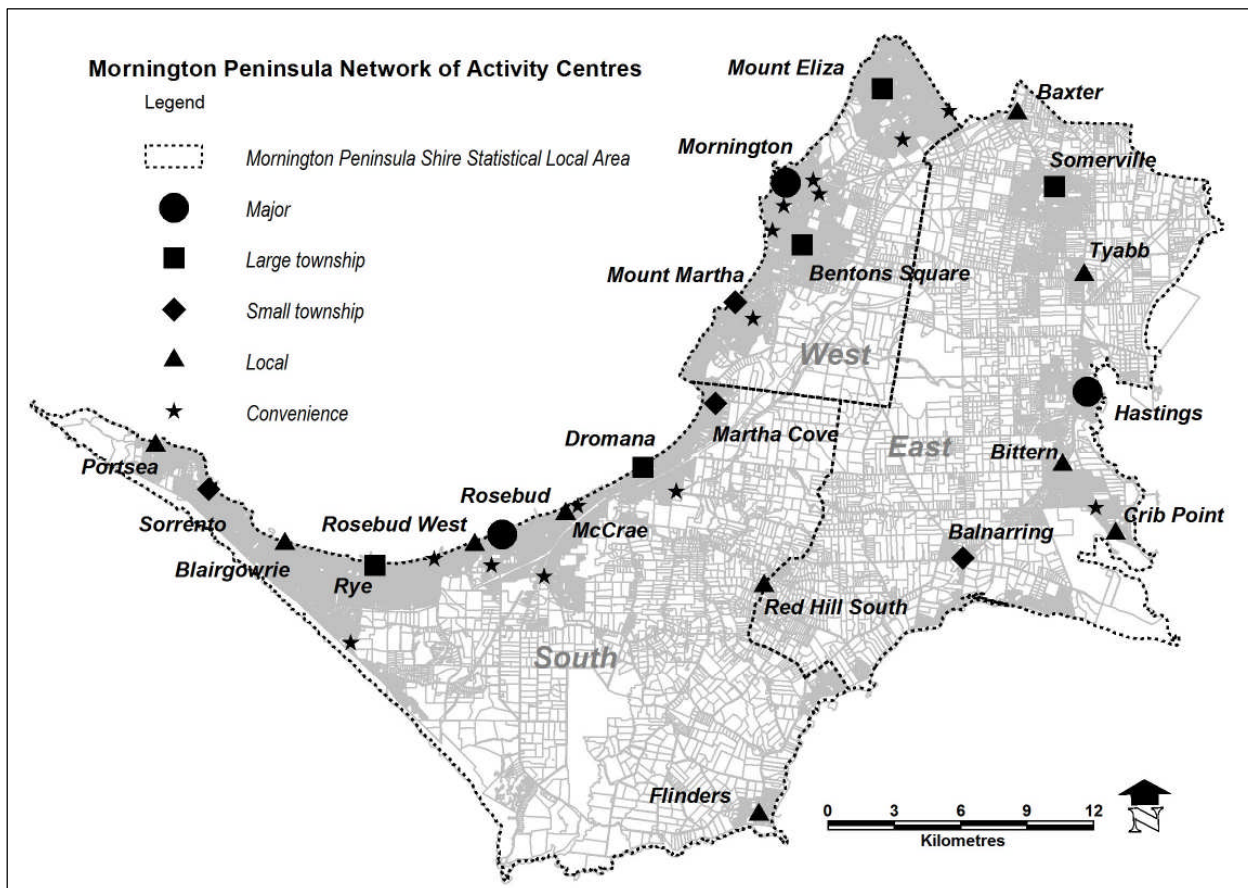 Mornington Peninsula Network of Activity Centres
Legend
Mornington Peninsula Shire Statistical Local Area
Major
Large township
Small township
Local
Convenience
Mount Eliza
Baxter
Mornington
Somerville
Tyabb
Bentons Square
Mount Martha
West
Hastings
Martha Cove
Dromana
East
Bittern
Portsea
Rosebud
Sorrento
Rosebud West
McCrae
Crib Point
Balnarring
Blairgowrie
Rye
Red Hill South
South
Flinders
0 3 6 9 12
Kilometres
N